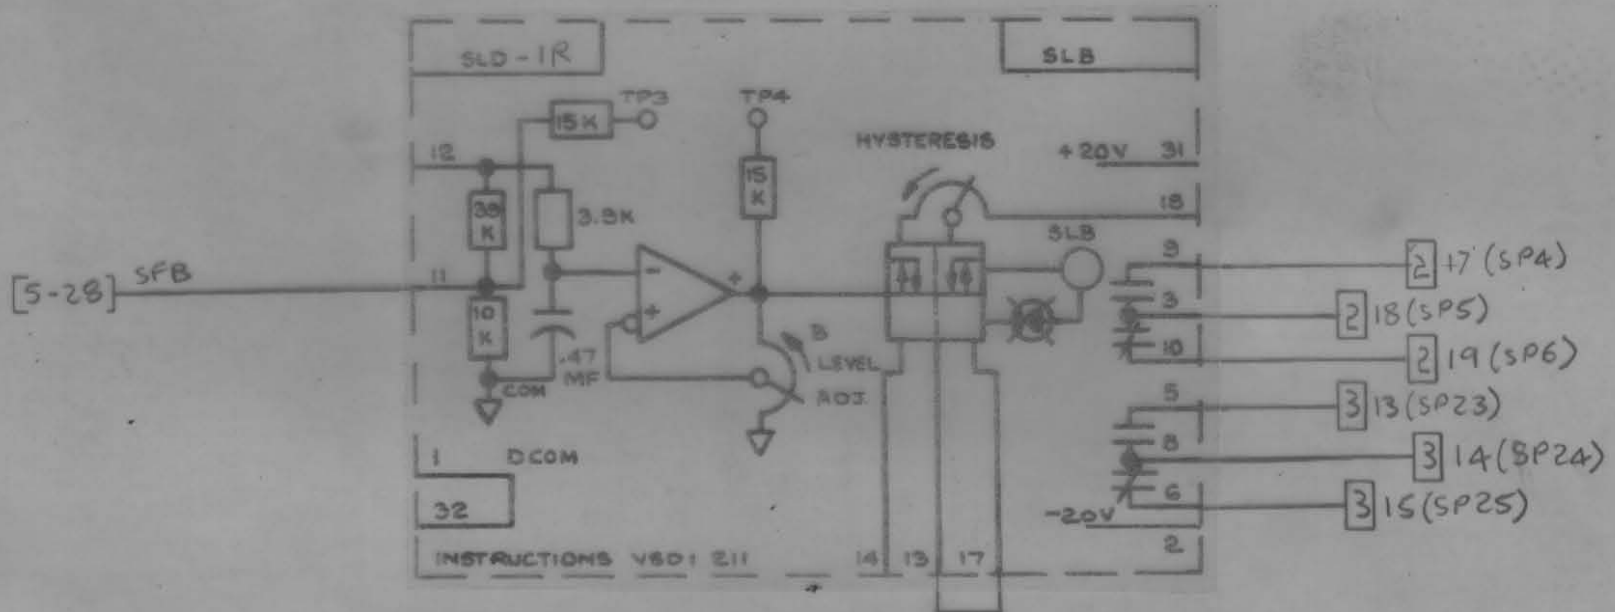 SLD-1R
SLB
TP3
TP4
15K
HYSTERESIS
12
+20V 31
15
K
39
K
3.9K
18
SLB
9
2 17 (SP4)
[5-28] SFB
11
-
+
+
3
2 18 (SP5)
10
K
B
.47
MF
LEVEL
ADJ.
10
2 19 (SP6)
COM
5
3 13 (SP23)
1 DCOM
8
3 14 (SP24)
32
6
3 15 (SP25)
-20V
2
INSTRUCTIONS VSD: 211
14 13 17